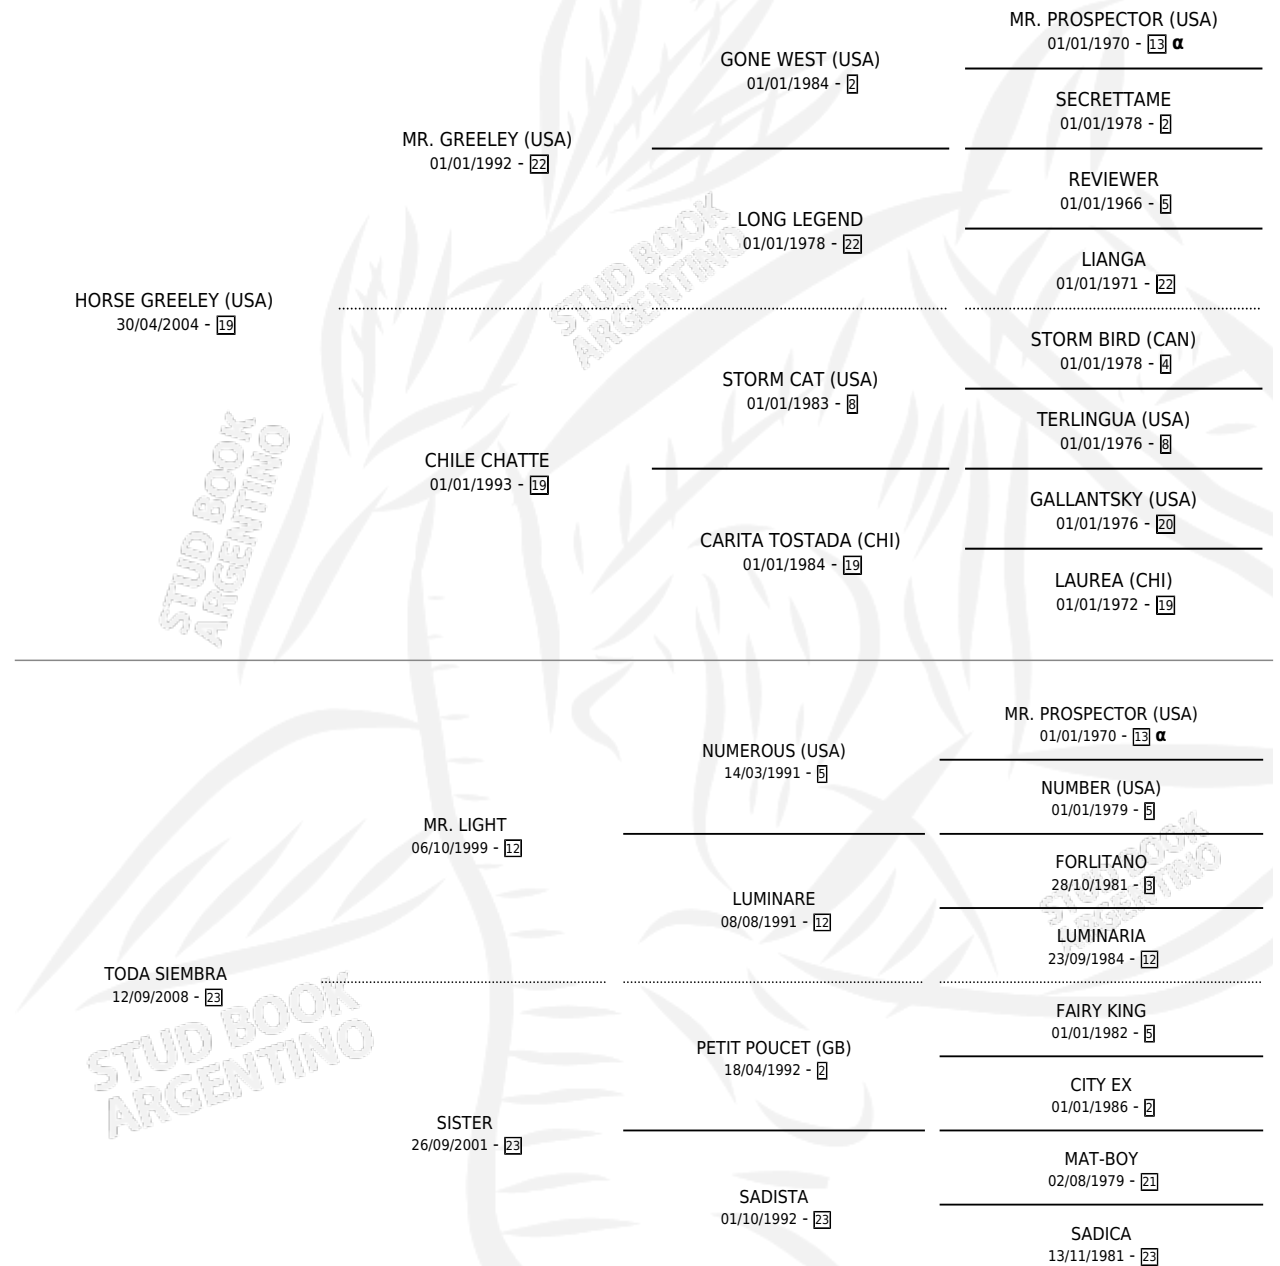 MR. PROSPECTOR (USA)
01/01/1970 - 13 α
GONE WEST (USA)
01/01/1984 - 2
SECRETTAME
01/01/1978 - 2
MR. GREELEY (USA)
01/01/1992 - 22
REVIEWER
01/01/1966 - 5
LONG LEGEND
01/01/1978 - 22
LIANGA
01/01/1971 - 22
HORSE GREELEY (USA)
30/04/2004 - 19
STORM BIRD (CAN)
01/01/1978 - 4
STORM CAT (USA)
01/01/1983 - 8
TERLINGUA (USA)
01/01/1976 - 8
CHILE CHATTE
01/01/1993 - 19
GALLANTSKY (USA)
01/01/1976 - 20
CARITA TOSTADA (CHI)
01/01/1984 - 19
LAUREA (CHI)
01/01/1972 - 19
MR. PROSPECTOR (USA)
01/01/1970 - 13 α
NUMEROUS (USA)
14/03/1991 - 5
NUMBER (USA)
01/01/1979 - 5
MR. LIGHT
06/10/1999 - 12
FORLITANO
28/10/1981 - 3
LUMINARE
08/08/1991 - 12
LUMINARIA
23/09/1984 - 12
TODA SIEMBRA
12/09/2008 - 23
FAIRY KING
01/01/1982 - 5
PETIT POUCET (GB)
18/04/1992 - 2
CITY EX
01/01/1986 - 2
SISTER
26/09/2001 - 23
MAT-BOY
02/08/1979 - 21
SADISTA
01/10/1992 - 23
SADICA
13/11/1981 - 23
STUD BOOK
ARGENTINO
STUD BOOK
ARGENTINO
STUD BOOK
ARGENTINO
STUD BOOK
ARGENTINO